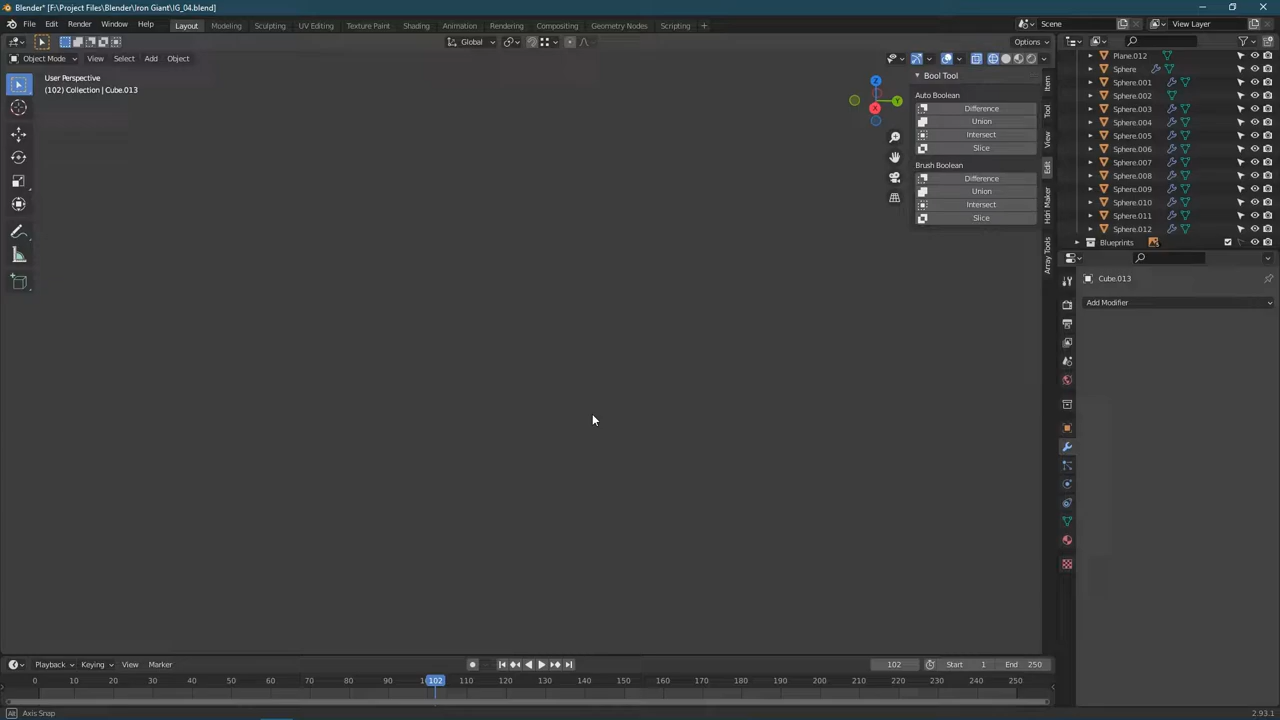 Blender* [F:\Project Files\Blender\Iron Giant\IG_04.blend]
File Edit Render Window Help Layout Modeling Sculpting UV Editing Texture Paint Shading Animation Rendering Compositing Geometry Nodes Scripting + Scene View Layer
Global Options
Object Mode View Select Add Object
User Perspective
(102) Collection | Cube.013
Z
Y
X
Bool Tool
Auto Boolean
Difference
Union
Intersect
Slice
Brush Boolean
Difference
Union
Intersect
Slice
Item
Tool
View
Edit
Hdri Maker
Array Tools
Plane.012
Sphere
Sphere.001
Sphere.002
Sphere.003
Sphere.004
Sphere.005
Sphere.006
Sphere.007
Sphere.008
Sphere.009
Sphere.010
Sphere.011
Sphere.012
Blueprints
Cube.013
Add Modifier
Playback Keying View Marker 102 Start 1 End 250
0 10 20 30 40 50 60 70 80 90 102 110 120 130 140 150 160 170 180 190 200 210 220 230 240 250
Alt Axis Snap 2.93.1